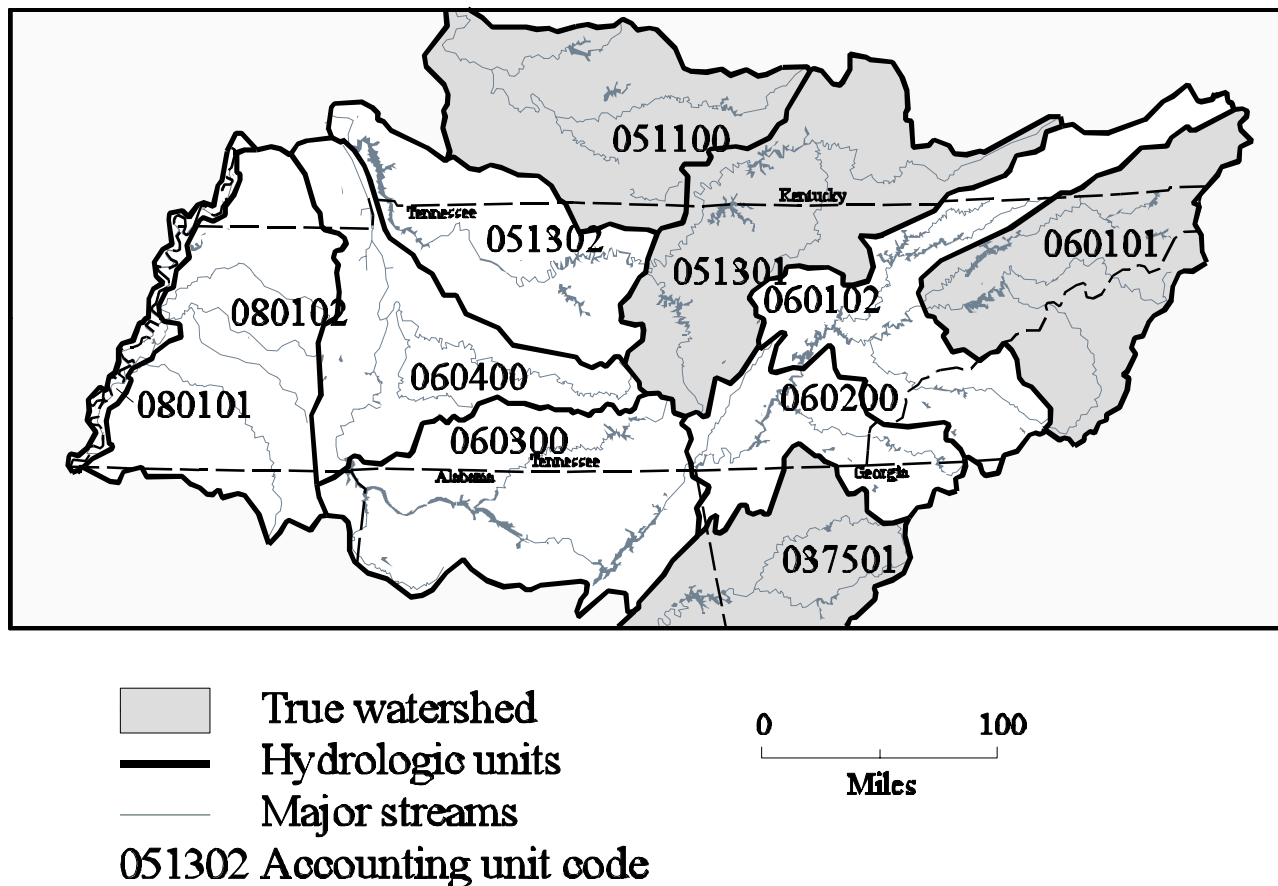 051100
Kentucky
Tennessee
051302
060101
051301
060102
080102
060400
060200
080101
060300
Tennessee
Alabama
Georgia
037501
True watershed
0 100
Hydrologic units
Miles
Major streams
051302 Accounting unit code